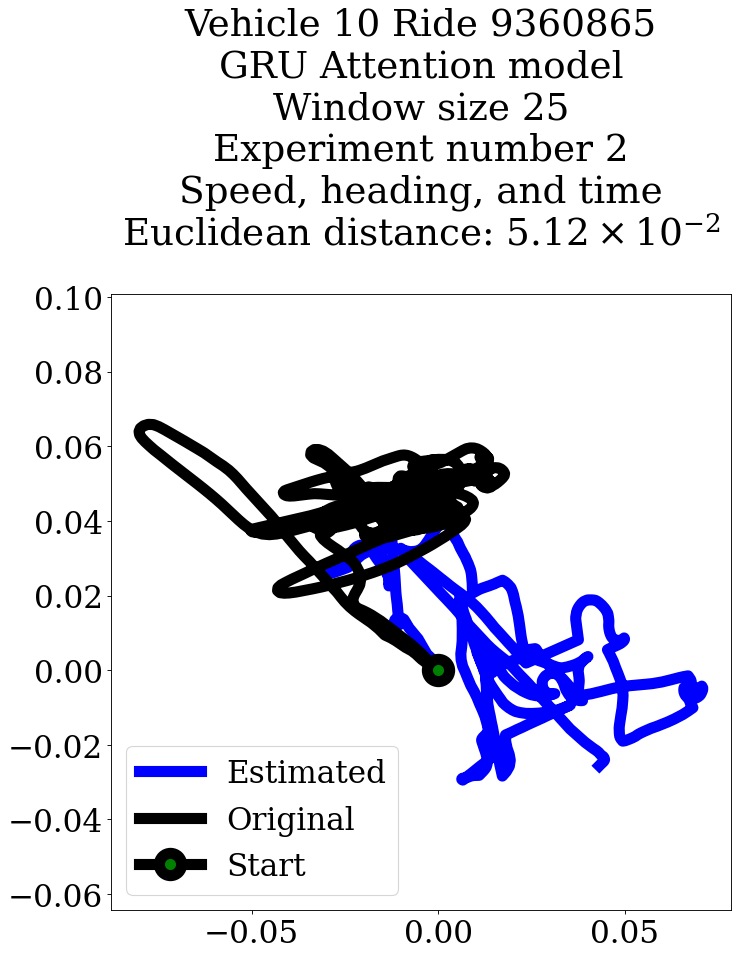 Vehicle 10 Ride 9360865
GRU Attention model
Window size 25
Experiment number 2
Speed, heading, and time
Euclidean distance: 5.12 × 10⁻²
0.10
0.08
0.06
0.04
0.02
0.00
−0.02
−0.04
−0.06
Estimated
Original
Start
−0.05
0.00
0.05